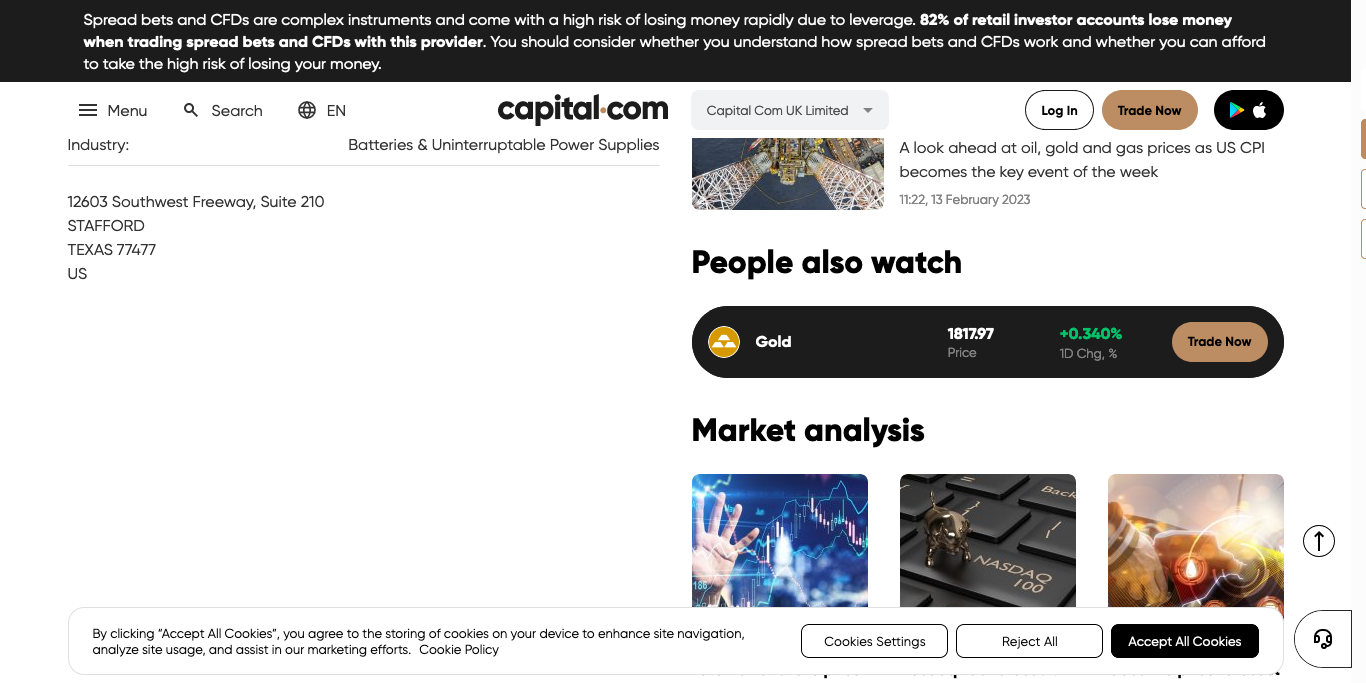 Spread bets and CFDs are complex instruments and come with a high risk of losing money rapidly due to leverage. 82% of retail investor accounts lose money
when trading spread bets and CFDs with this provider. You should consider whether you understand how spread bets and CFDs work and whether you can afford
to take the high risk of losing your money.
Menu
Search
EN
capital.com
Capital Com UK Limited
Log In
Trade Now
Industry:
Batteries & Uninterruptable Power Supplies
12603 Southwest Freeway, Suite 210
STAFFORD
TEXAS 77477
US
A look ahead at oil, gold and gas prices as US CPI
becomes the key event of the week
11:22, 13 February 2023
People also watch
Gold
1817.97
Price
+0.340%
1D Chg, %
Trade Now
Market analysis
186
Back
NASDAQ
100
By clicking “Accept All Cookies”, you agree to the storing of cookies on your device to enhance site navigation,
analyze site usage, and assist in our marketing efforts. Cookie Policy
Cookies Settings
Reject All
Accept All Cookies